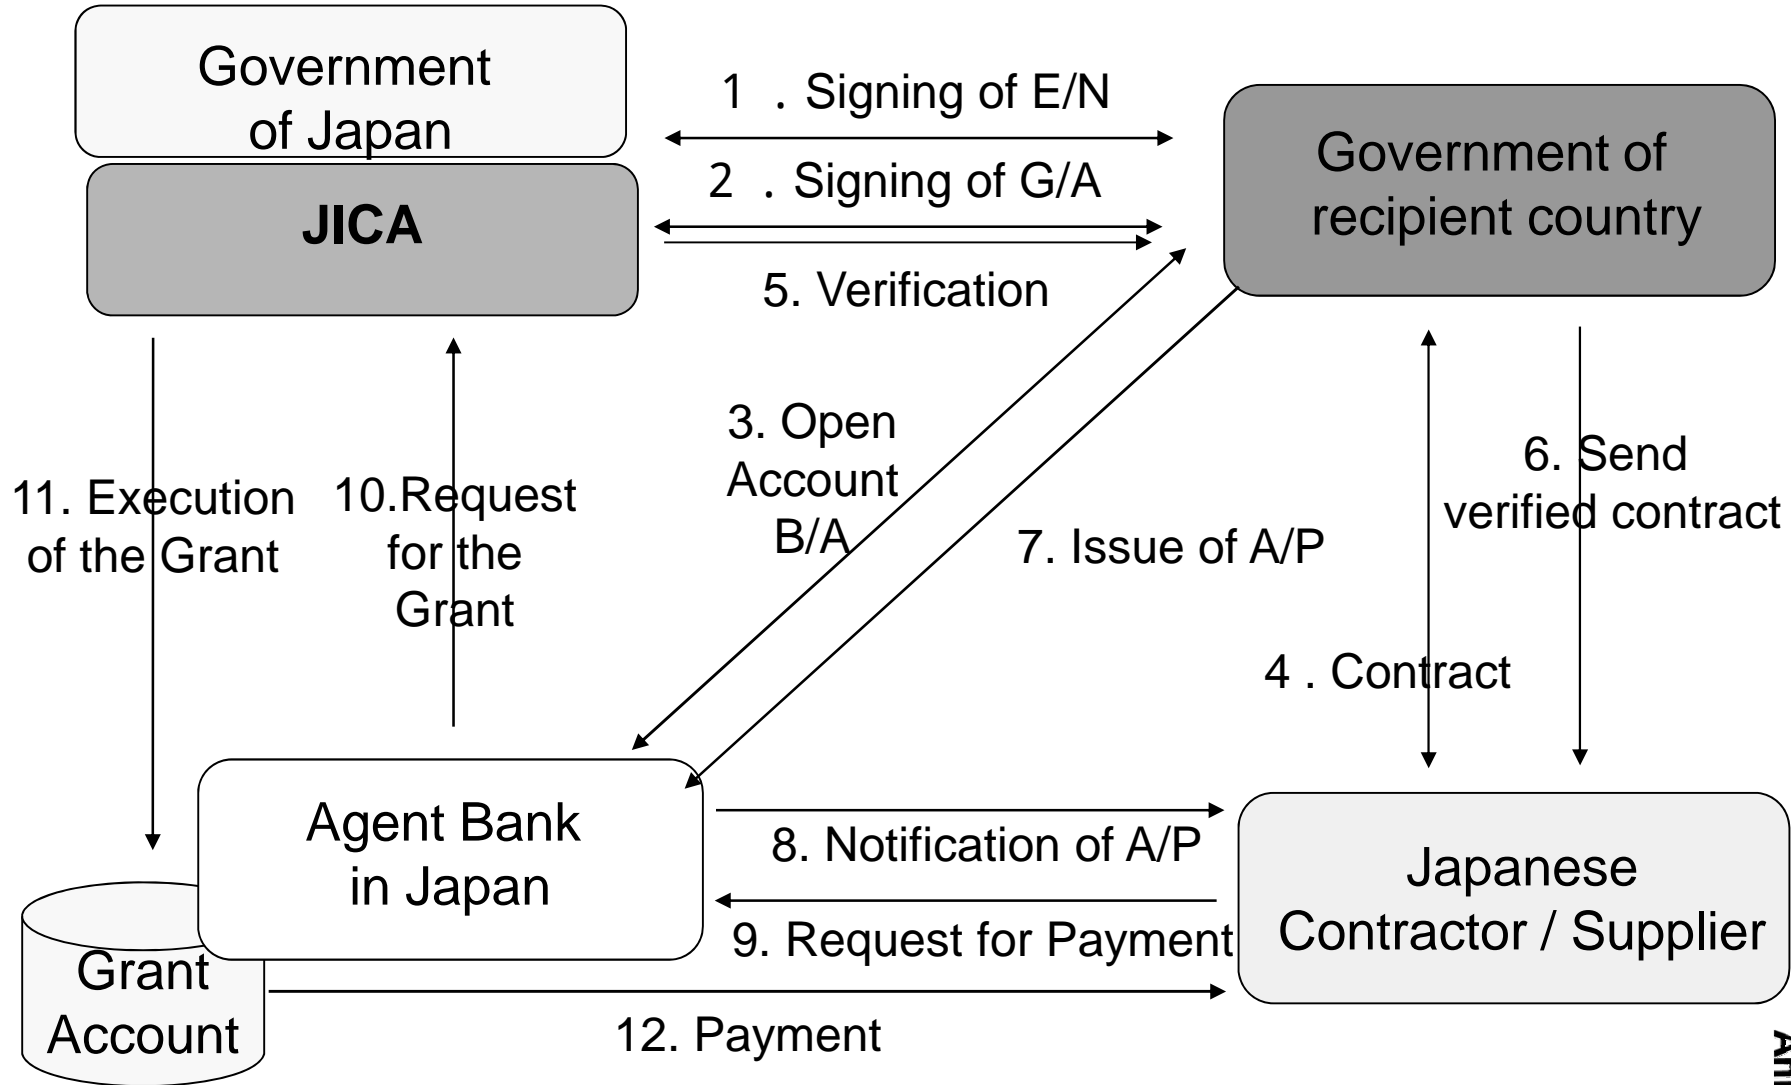 Government
of Japan
JICA
1 . Signing of E/N
2 . Signing of G/A
5. Verification
Government of
recipient country
3. Open
Account
B/A
7. Issue of A/P
6. Send
verified contract
4 . Contract
11. Execution
of the Grant
10.Request
for the
Grant
Agent Bank
in Japan
8. Notification of A/P
9. Request for Payment
Japanese
Contractor / Supplier
Grant
Account
12. Payment